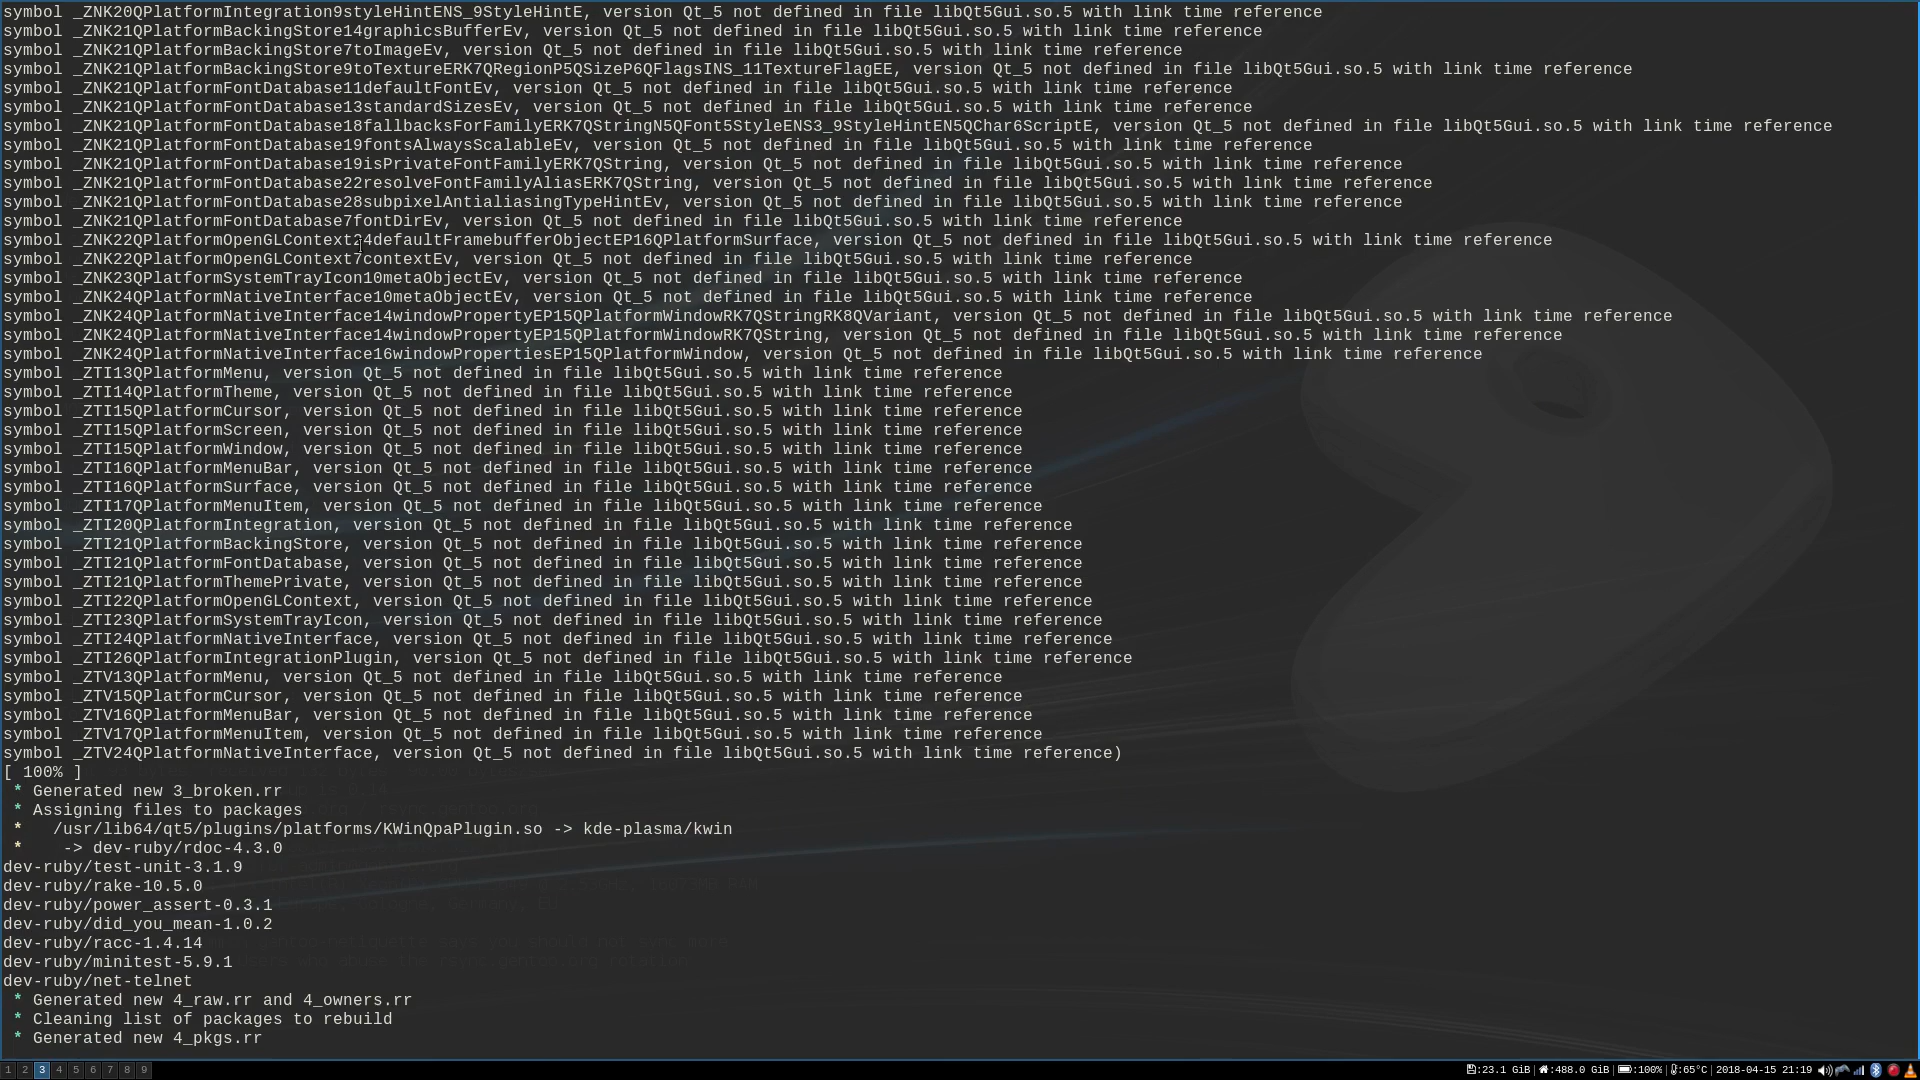 symbol _ZNK20QPlatformIntegration9styleHintENS_9StyleHintE, version Qt_5 not defined in file libQt5Gui.so.5 with link time reference
symbol _ZNK21QPlatformBackingStore14graphicsBufferEv, version Qt_5 not defined in file libQt5Gui.so.5 with link time reference
symbol _ZNK21QPlatformBackingStore7toImageEv, version Qt_5 not defined in file libQt5Gui.so.5 with link time reference
symbol _ZNK21QPlatformBackingStore9toTextureERK7QRegionP5QSizeP6QFlagsINS_11TextureFlagEE, version Qt_5 not defined in file libQt5Gui.so.5 with link time reference
symbol _ZNK21QPlatformFontDatabase11defaultFontEv, version Qt_5 not defined in file libQt5Gui.so.5 with link time reference
symbol _ZNK21QPlatformFontDatabase13standardSizesEv, version Qt_5 not defined in file libQt5Gui.so.5 with link time reference
symbol _ZNK21QPlatformFontDatabase18fallbacksForFamilyERK7QStringN5QFont5StyleENS3_9StyleHintEN5QChar6ScriptE, version Qt_5 not defined in file libQt5Gui.so.5 with link time reference
symbol _ZNK21QPlatformFontDatabase19fontsAlwaysScalableEv, version Qt_5 not defined in file libQt5Gui.so.5 with link time reference
symbol _ZNK21QPlatformFontDatabase19isPrivateFontFamilyERK7QString, version Qt_5 not defined in file libQt5Gui.so.5 with link time reference
symbol _ZNK21QPlatformFontDatabase22resolveFontFamilyAliasERK7QString, version Qt_5 not defined in file libQt5Gui.so.5 with link time reference
symbol _ZNK21QPlatformFontDatabase28subpixelAntialiasingTypeHintEv, version Qt_5 not defined in file libQt5Gui.so.5 with link time reference
symbol _ZNK21QPlatformFontDatabase7fontDirEv, version Qt_5 not defined in file libQt5Gui.so.5 with link time reference
symbol _ZNK22QPlatformOpenGLContext24defaultFramebufferObjectEP16QPlatformSurface, version Qt_5 not defined in file libQt5Gui.so.5 with link time reference
symbol _ZNK22QPlatformOpenGLContext7contextEv, version Qt_5 not defined in file libQt5Gui.so.5 with link time reference
symbol _ZNK23QPlatformSystemTrayIcon10metaObjectEv, version Qt_5 not defined in file libQt5Gui.so.5 with link time reference
symbol _ZNK24QPlatformNativeInterface10metaObjectEv, version Qt_5 not defined in file libQt5Gui.so.5 with link time reference
symbol _ZNK24QPlatformNativeInterface14windowPropertyEP15QPlatformWindowRK7QStringRK8QVariant, version Qt_5 not defined in file libQt5Gui.so.5 with link time reference
symbol _ZNK24QPlatformNativeInterface14windowPropertyEP15QPlatformWindowRK7QString, version Qt_5 not defined in file libQt5Gui.so.5 with link time reference
symbol _ZNK24QPlatformNativeInterface16windowPropertiesEP15QPlatformWindow, version Qt_5 not defined in file libQt5Gui.so.5 with link time reference
symbol _ZTI13QPlatformMenu, version Qt_5 not defined in file libQt5Gui.so.5 with link time reference
symbol _ZTI14QPlatformTheme, version Qt_5 not defined in file libQt5Gui.so.5 with link time reference
symbol _ZTI15QPlatformCursor, version Qt_5 not defined in file libQt5Gui.so.5 with link time reference
symbol _ZTI15QPlatformScreen, version Qt_5 not defined in file libQt5Gui.so.5 with link time reference
symbol _ZTI15QPlatformWindow, version Qt_5 not defined in file libQt5Gui.so.5 with link time reference
symbol _ZTI16QPlatformMenuBar, version Qt_5 not defined in file libQt5Gui.so.5 with link time reference
symbol _ZTI16QPlatformSurface, version Qt_5 not defined in file libQt5Gui.so.5 with link time reference
symbol _ZTI17QPlatformMenuItem, version Qt_5 not defined in file libQt5Gui.so.5 with link time reference
symbol _ZTI20QPlatformIntegration, version Qt_5 not defined in file libQt5Gui.so.5 with link time reference
symbol _ZTI21QPlatformBackingStore, version Qt_5 not defined in file libQt5Gui.so.5 with link time reference
symbol _ZTI21QPlatformFontDatabase, version Qt_5 not defined in file libQt5Gui.so.5 with link time reference
symbol _ZTI21QPlatformThemePrivate, version Qt_5 not defined in file libQt5Gui.so.5 with link time reference
symbol _ZTI22QPlatformOpenGLContext, version Qt_5 not defined in file libQt5Gui.so.5 with link time reference
symbol _ZTI23QPlatformSystemTrayIcon, version Qt_5 not defined in file libQt5Gui.so.5 with link time reference
symbol _ZTI24QPlatformNativeInterface, version Qt_5 not defined in file libQt5Gui.so.5 with link time reference
symbol _ZTI26QPlatformIntegrationPlugin, version Qt_5 not defined in file libQt5Gui.so.5 with link time reference
symbol _ZTV13QPlatformMenu, version Qt_5 not defined in file libQt5Gui.so.5 with link time reference
symbol _ZTV15QPlatformCursor, version Qt_5 not defined in file libQt5Gui.so.5 with link time reference
symbol _ZTV16QPlatformMenuBar, version Qt_5 not defined in file libQt5Gui.so.5 with link time reference
symbol _ZTV17QPlatformMenuItem, version Qt_5 not defined in file libQt5Gui.so.5 with link time reference
symbol _ZTV24QPlatformNativeInterface, version Qt_5 not defined in file libQt5Gui.so.5 with link time reference)
[ 100% ]
 * Generated new 3_broken.rr
 * Assigning files to packages
 *   /usr/lib64/qt5/plugins/platforms/KWinQpaPlugin.so -> kde-plasma/kwin
 *    -> dev-ruby/rdoc-4.3.0
dev-ruby/test-unit-3.1.9
dev-ruby/rake-10.5.0
dev-ruby/power_assert-0.3.1
dev-ruby/did_you_mean-1.0.2
dev-ruby/racc-1.4.14
dev-ruby/minitest-5.9.1
dev-ruby/net-telnet
 * Generated new 4_raw.rr and 4_owners.rr
 * Cleaning list of packages to rebuild
 * Generated new 4_pkgs.rr
1 2 3 4 5 6 7 8 9 :23.1 GiB| :488.0 GiB| :100%| :65°C|2018-04-15 21:19